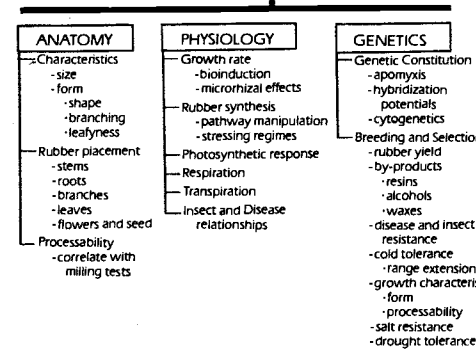 ANATOMY
Characteristics
-size
-form
·shape
·branching
·leafyness
Rubber placement
-stems
-roots
-branches
-leaves
-flowers and seed
Processability
-correlate with
milling tests
PHYSIOLOGY
Growth rate
-bioinduction
-microrhizal effects
Rubber synthesis
-pathway manipulation
-stressing regimes
Photosynthetic response
Respiration
Transpiration
Insect and Disease
relationships
GENETICS
Genetic Constitution
-apomyxis
-hybridization
potentials
-cytogenetics
Breeding and Selectio
-rubber yield
-by-products
·resins
·alcohols
·waxes
-disease and insect
resistance
-cold tolerance
·range extension
-growth characteris
·form
·processability
-salt resistance
-drought tolerance